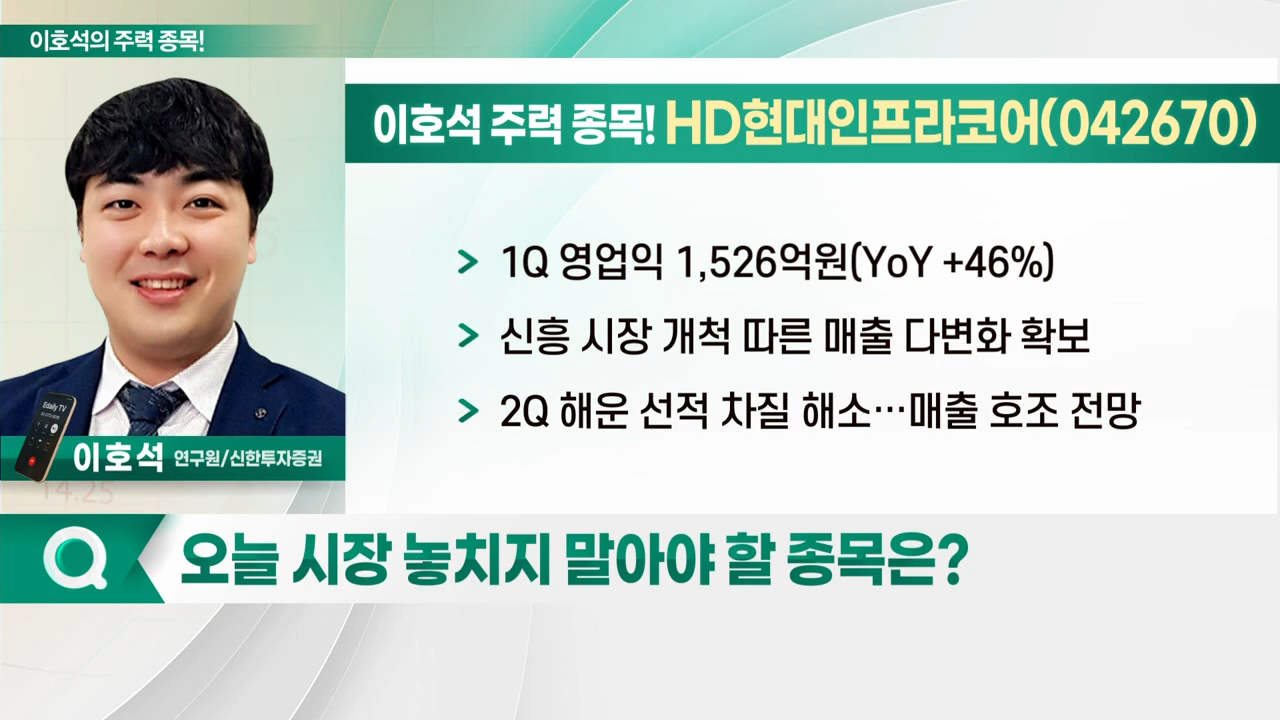 이호석의 주력 종목!
이호석 주력 종목! HD현대인프라코어(042670)
> 1Q 영업익 1,526억원(YoY +46%)
> 신흥 시장 개척 따른 매출 다변화 확보
> 2Q 해운 선적 차질 해소…매출 호조 전망
Edaily TV
이호석 연구원/신한투자증권
14.25
Q 오늘 시장 놓치지 말아야 할 종목은?